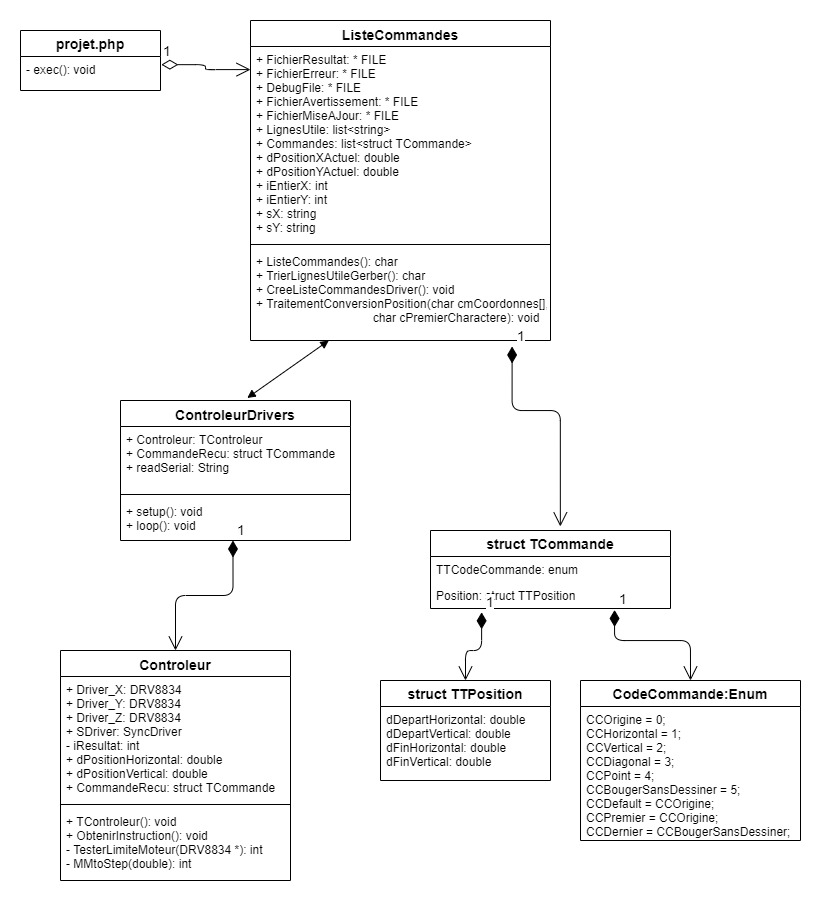 projet.php
- exec(): void
1
ListeCommandes
+ FichierResultat: * FILE
+ FichierErreur: * FILE
+ DebugFile: * FILE
+ FichierAvertissement: * FILE
+ FichierMiseAJour: * FILE
+ LignesUtile: list<string>
+ Commandes: list<struct TCommande>
+ dPositionXActuel: double
+ dPositionYActuel: double
+ iEntierX: int
+ iEntierY: int
+ sX: string
+ sY: string
+ ListeCommandes(): char
+ TrierLignesUtileGerber(): char
+ CreeListeCommandesDriver(): void
+ TraitementConversionPosition(char cmCoordonnes[],
char cPremierCharactere): void
1
ControleurDrivers
+ Controleur: TControleur
+ CommandeRecu: struct TCommande
+ readSerial: String
+ setup(): void
+ loop(): void
1
struct TCommande
TTCodeCommande: enum
Position: struct TTPosition
1
1
Controleur
+ Driver_X: DRV8834
+ Driver_Y: DRV8834
+ Driver_Z: DRV8834
+ SDriver: SyncDriver
- iResultat: int
+ dPositionHorizontal: double
+ dPositionVertical: double
+ CommandeRecu: struct TCommande
+ TControleur(): void
+ ObtenirInstruction(): void
- TesterLimiteMoteur(DRV8834 *): int
- MMtoStep(double): int
struct TTPosition
dDepartHorizontal: double
dDepartVertical: double
dFinHorizontal: double
dFinVertical: double
CodeCommande:Enum
CCOrigine = 0;
CCHorizontal = 1;
CCVertical = 2;
CCDiagonal = 3;
CCPoint = 4;
CCBougerSansDessiner = 5;
CCDefault = CCOrigine;
CCPremier = CCOrigine;
CCDernier = CCBougerSansDessiner;